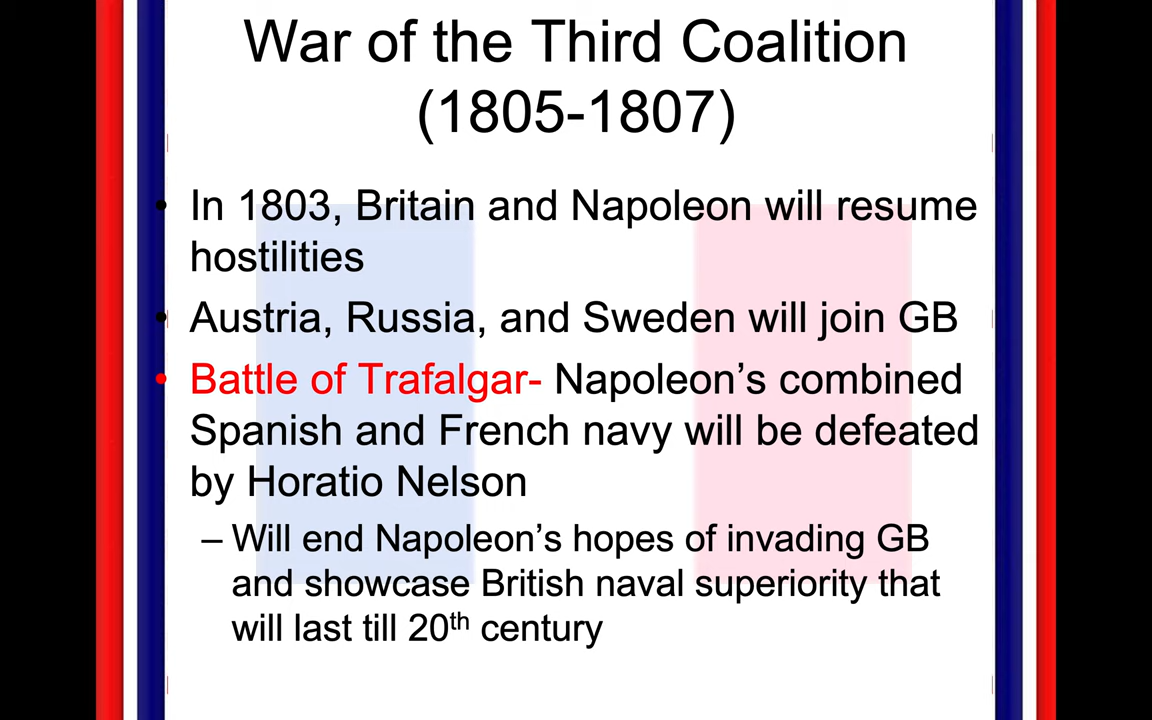 War of the Third Coalition
(1805-1807)
• In 1803, Britain and Napoleon will resume
hostilities
• Austria, Russia, and Sweden will join GB
• Battle of Trafalgar- Napoleon’s combined
Spanish and French navy will be defeated
by Horatio Nelson
– Will end Napoleon’s hopes of invading GB
and showcase British naval superiority that
will last till 20th century